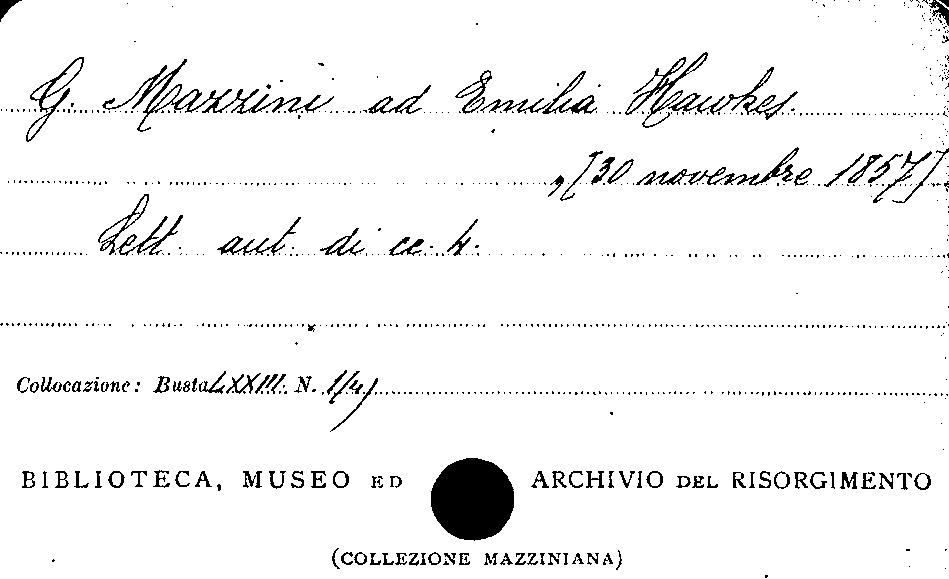 G. Mazzini ad Emilia Hawkes.
, [30 novembre 1857]
Lett. aut. di cc. 4.
Collocazione: Busta LXXIII. N. 1/4)
BIBLIOTECA, MUSEO ED ARCHIVIO DEL RISORGIMENTO
(COLLEZIONE MAZZINIANA)